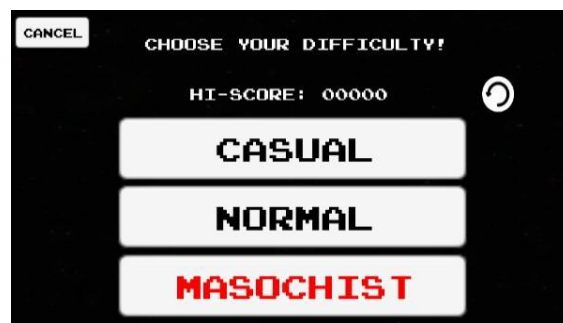 CANCEL
CHOOSE YOUR DIFFICULTY!
HI-SCORE: 00000
CASUAL
NORMAL
MASOCHIST